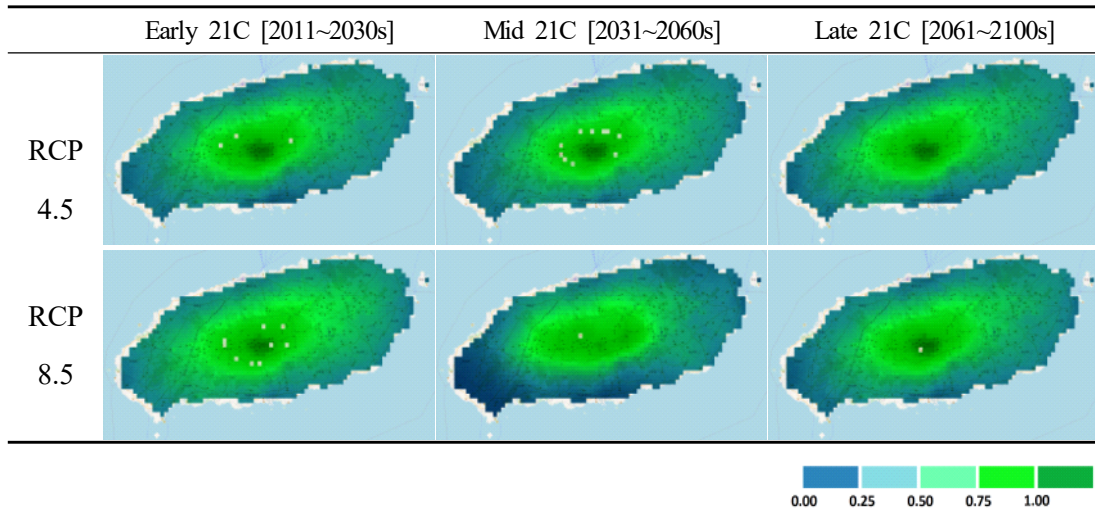 Early 21C [2011~2030s] Mid 21C [2031~2060s] Late 21C [2061~2100s]
RCP
4.5
RCP
8.5
0.00 0.25 0.50 0.75 1.00